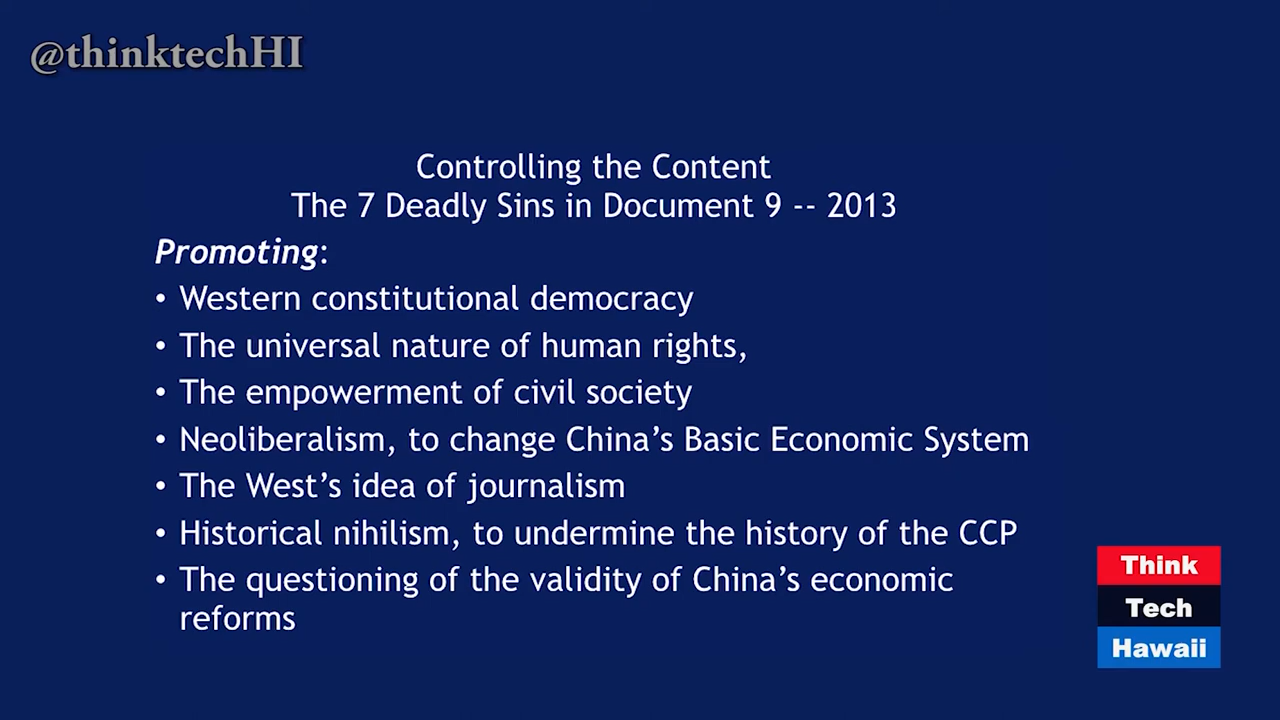 @thinktechHI
Controlling the Content
The 7 Deadly Sins in Document 9 -- 2013
Promoting:
• Western constitutional democracy
• The universal nature of human rights,
• The empowerment of civil society
• Neoliberalism, to change China’s Basic Economic System
• The West’s idea of journalism
• Historical nihilism, to undermine the history of the CCP
• The questioning of the validity of China’s economic
reforms
Think
Tech
Hawaii